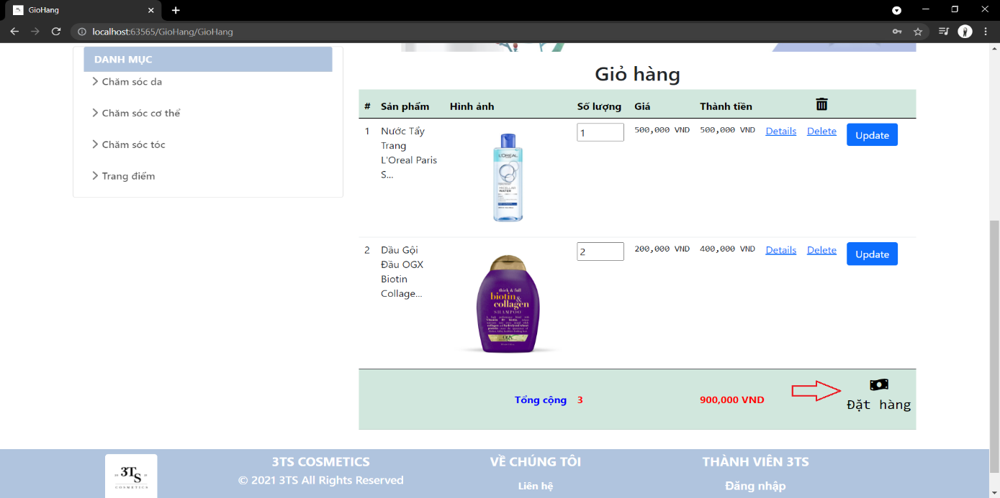 GioHang
localhost:63565/GioHang/GioHang
DANH MỤC
Chăm sóc da
Chăm sóc cơ thể
Chăm sóc tóc
Trang điểm
Giỏ hàng
# Sản phẩm Hình ảnh Số lượng Giá Thành tiền
1 Nước Tẩy 1 500,000 VND 500,000 VND Details Delete Update
Trang
L'Oreal Paris
S...
L'OREAL
MICELLAR
WATER
2 Dầu Gội 2 200,000 VND 400,000 VND Details Delete Update
Đầu OGX
Biotin
Collage...
thick & full
biotin &
collagen
SHAMPOO
OGX
Tổng cộng 3 900,000 VND
Đặt hàng
3TS
COSMETICS
3TS COSMETICS
© 2021 3TS All Rights Reserved
VỀ CHÚNG TÔI
Liên hệ
THÀNH VIÊN 3TS
Đăng nhập